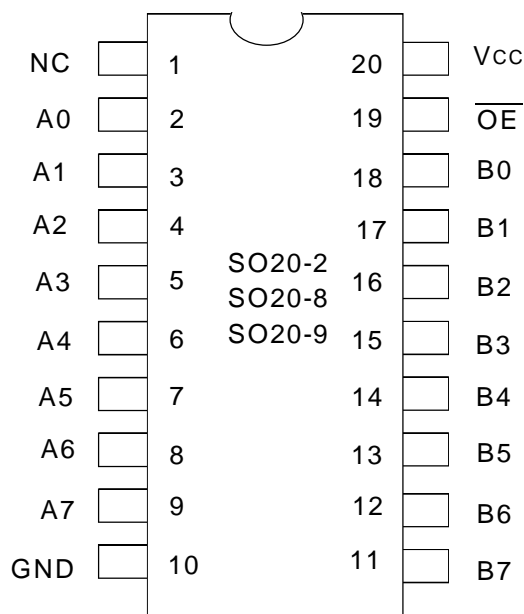 NC 1 20 VCC
A0 2 19 O̅E̅
A1 3 18 B0
A2 4 17 B1
SO20-2
A3 5 16 B2
SO20-8
SO20-9
A4 6 15 B3
A5 7 14 B4
A6 8 13 B5
A7 9 12 B6
GND 10 11 B7